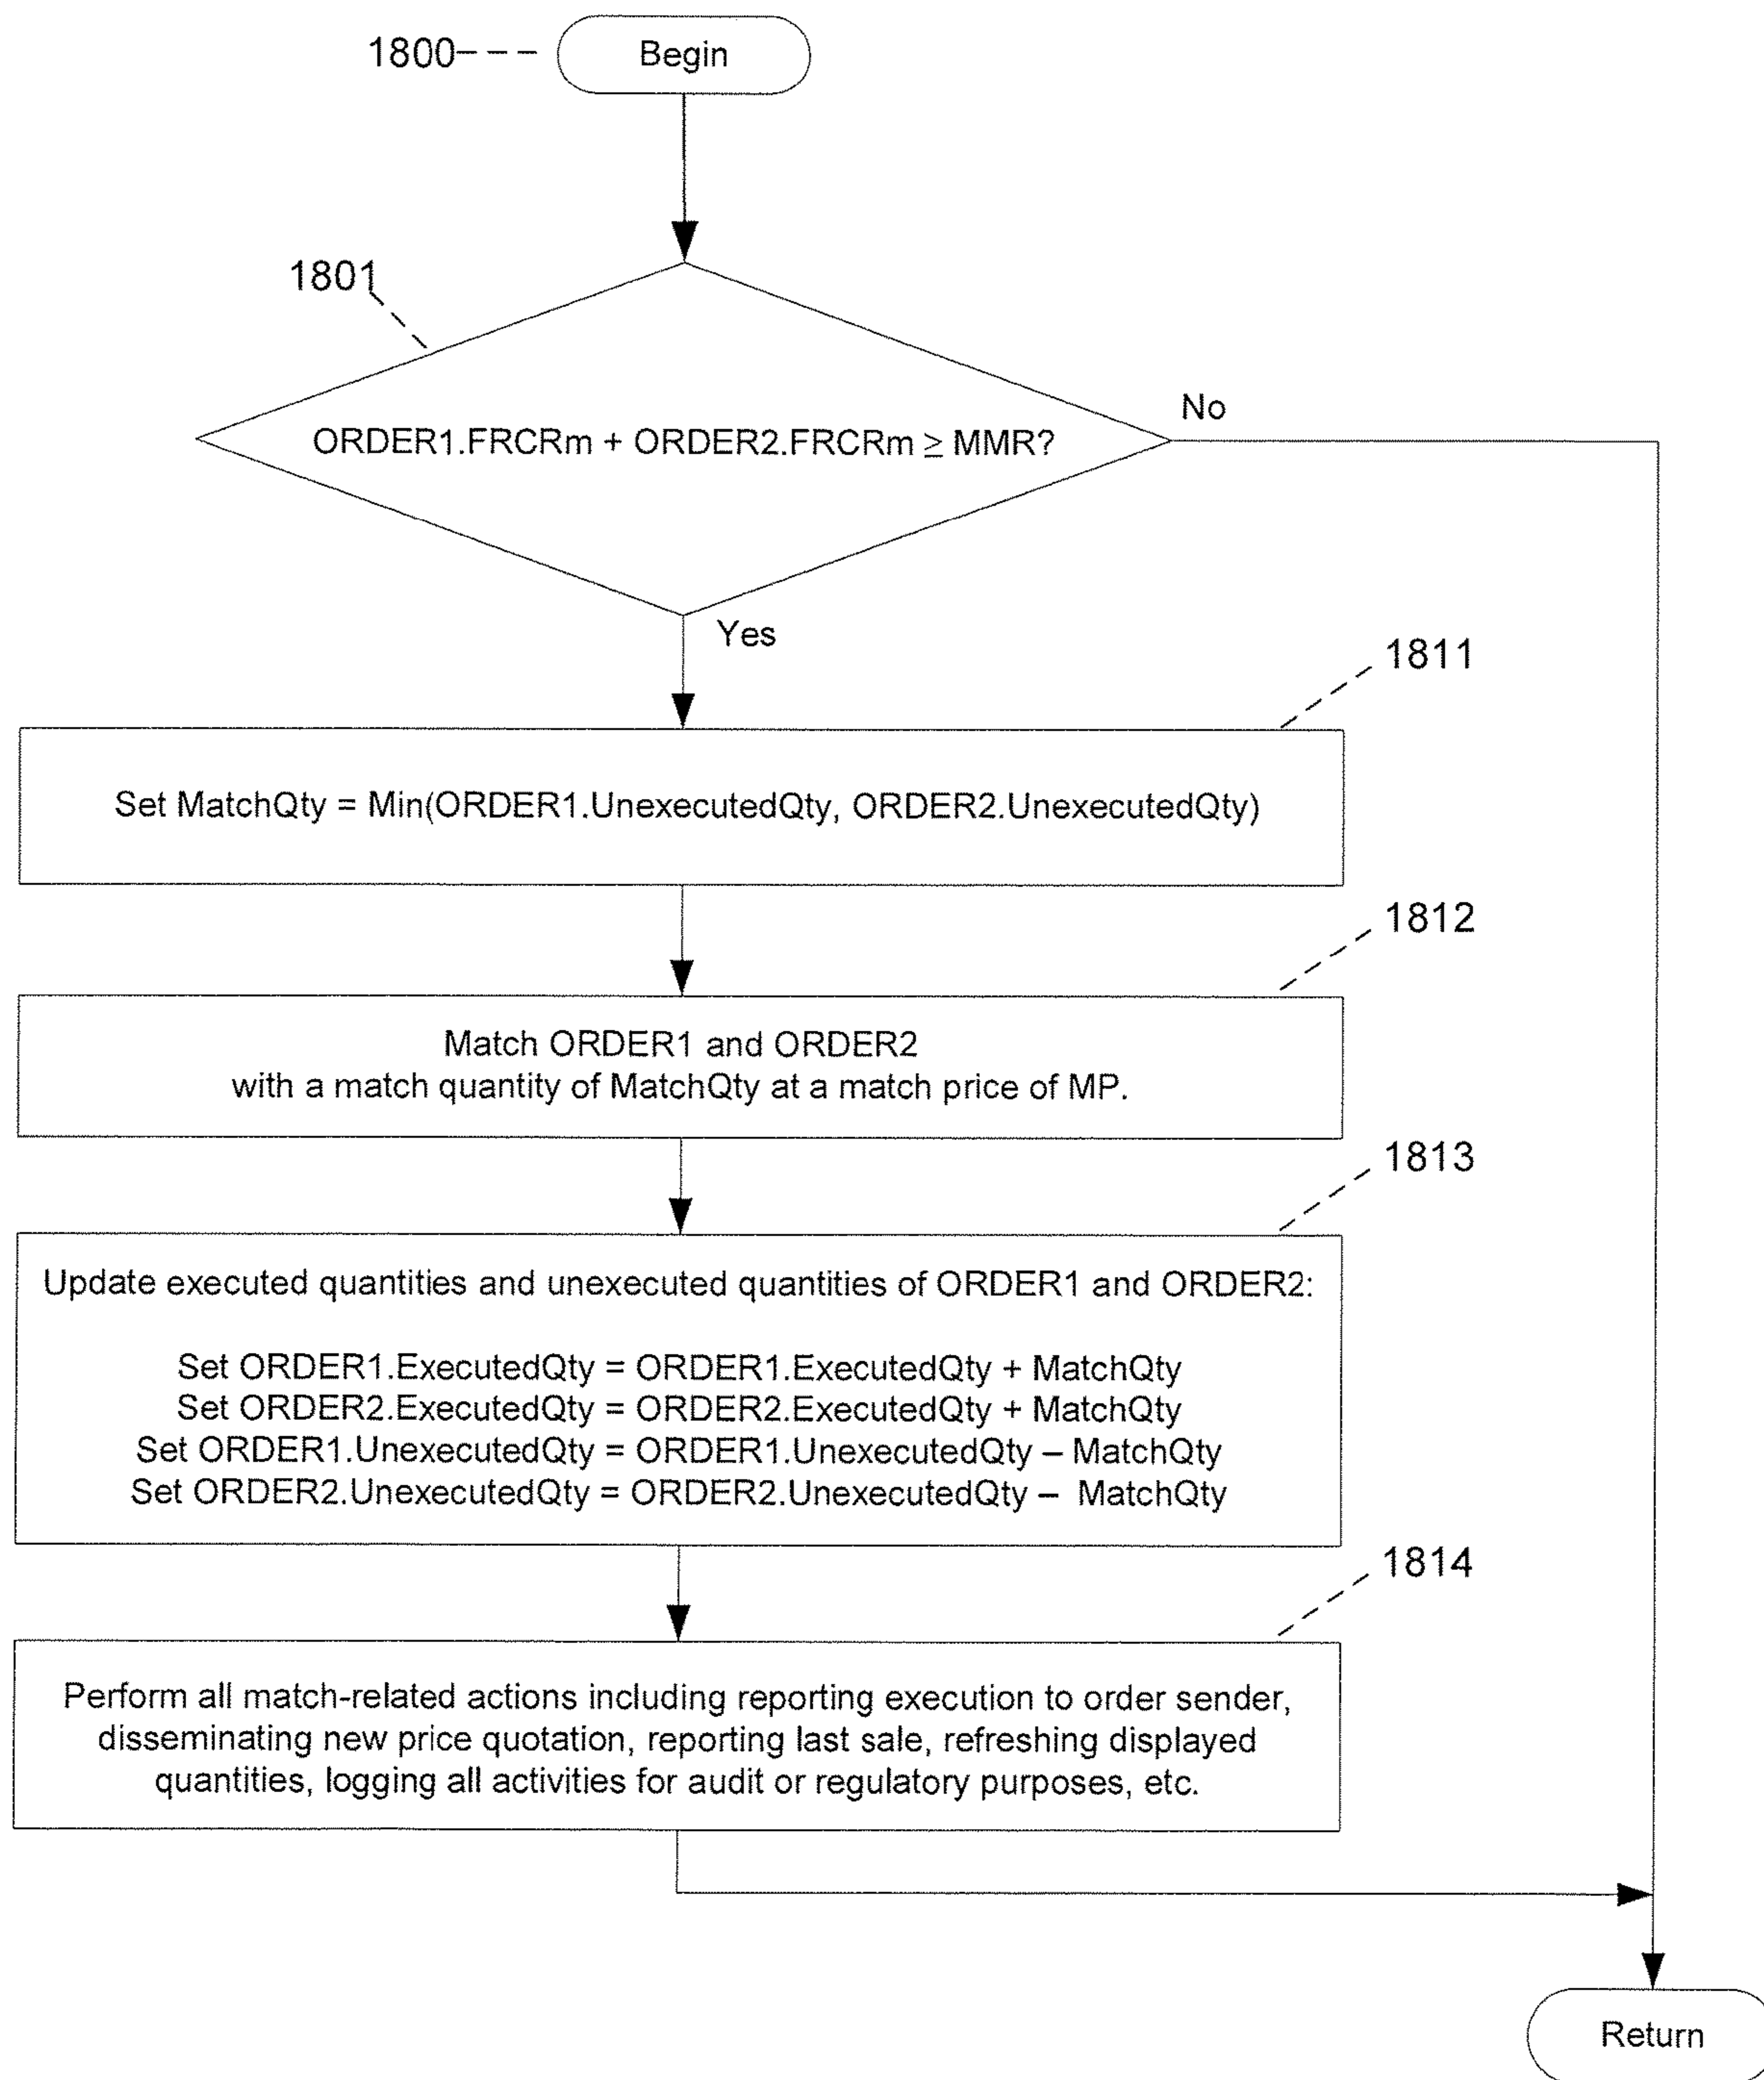 1800
Begin
1801
ORDER1.FRCRm + ORDER2.FRCRm ≥ MMR?
No
Yes
1811
Set MatchQty = Min(ORDER1.UnexecutedQty, ORDER2.UnexecutedQty)
1812
Match ORDER1 and ORDER2
with a match quantity of MatchQty at a match price of MP.
1813
Update executed quantities and unexecuted quantities of ORDER1 and ORDER2:
Set ORDER1.ExecutedQty = ORDER1.ExecutedQty + MatchQty
Set ORDER2.ExecutedQty = ORDER2.ExecutedQty + MatchQty
Set ORDER1.UnexecutedQty = ORDER1.UnexecutedQty – MatchQty
Set ORDER2.UnexecutedQty = ORDER2.UnexecutedQty – MatchQty
1814
Perform all match-related actions including reporting execution to order sender,
disseminating new price quotation, reporting last sale, refreshing displayed
quantities, logging all activities for audit or regulatory purposes, etc.
Return